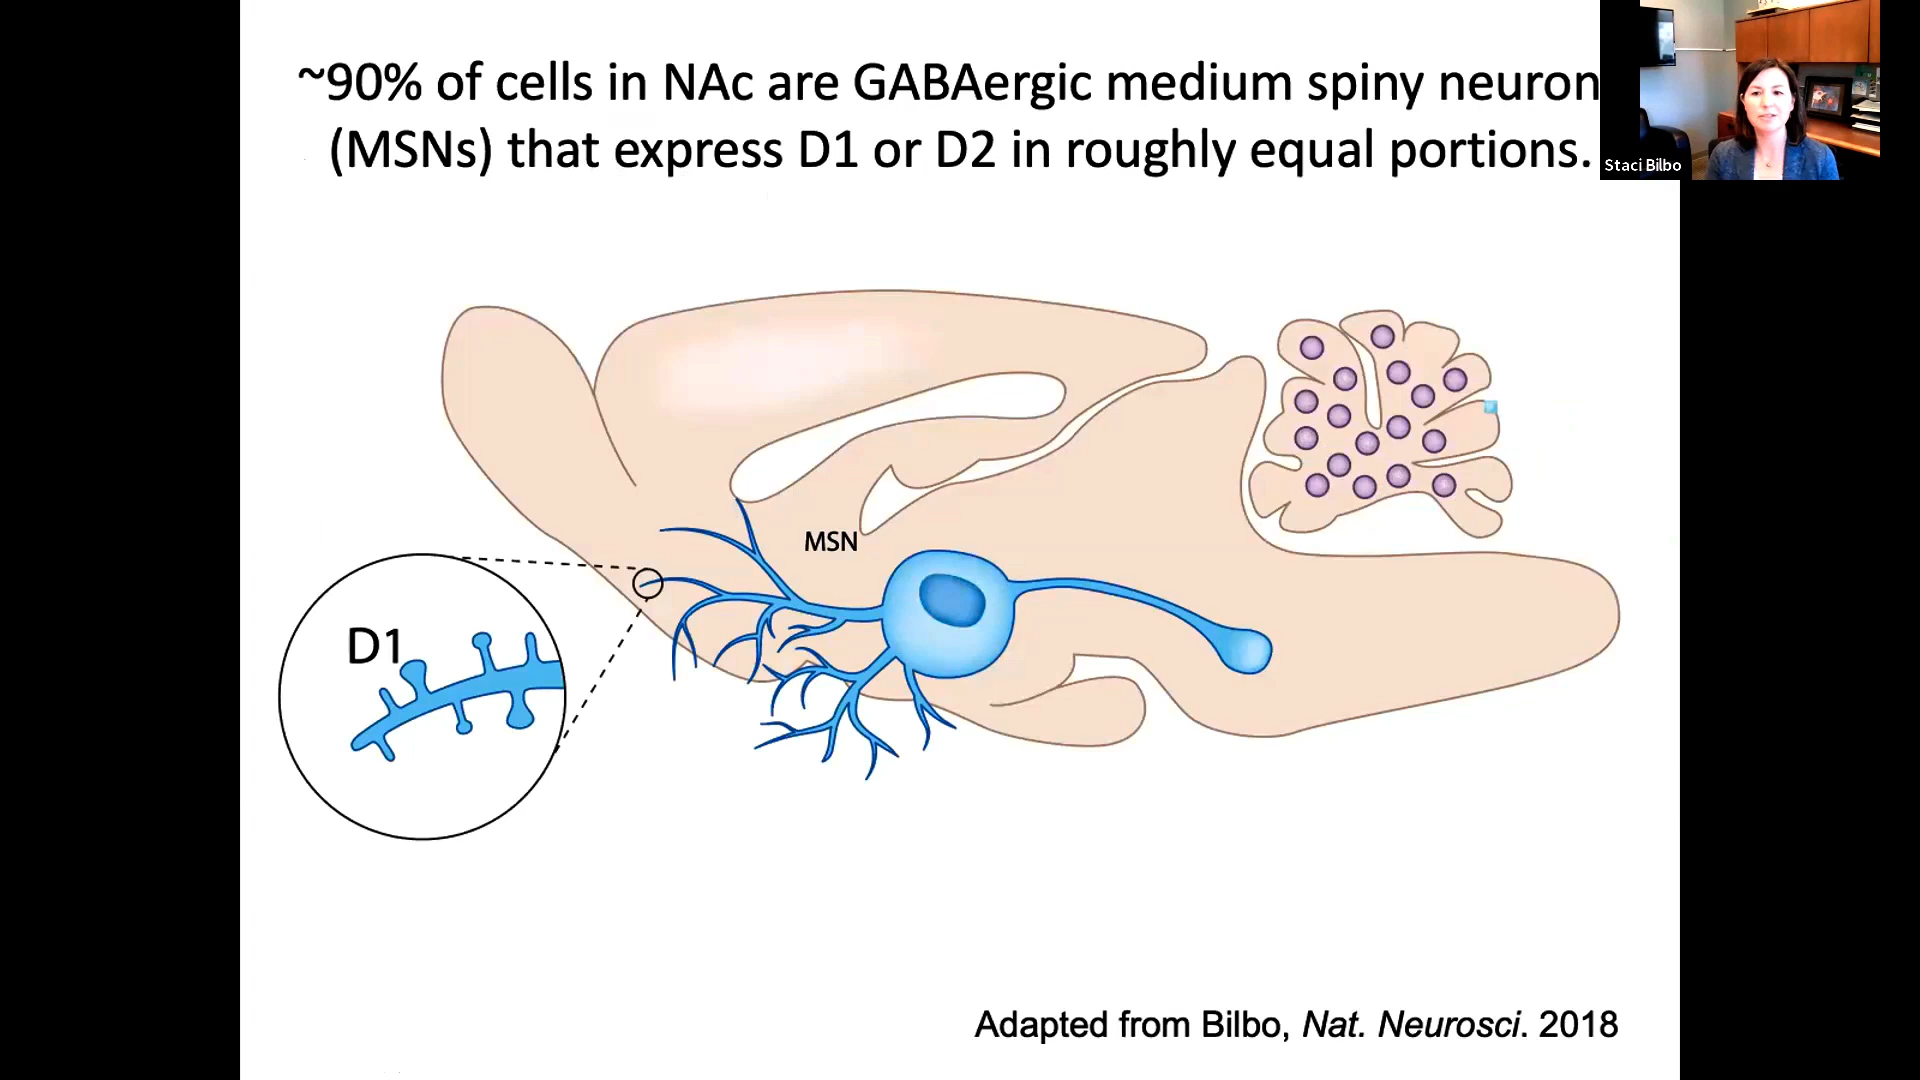 ~90% of cells in NAc are GABAergic medium spiny neuron
(MSNs) that express D1 or D2 in roughly equal portions.
Staci Bilbo
MSN
D1
Adapted from Bilbo, Nat. Neurosci. 2018